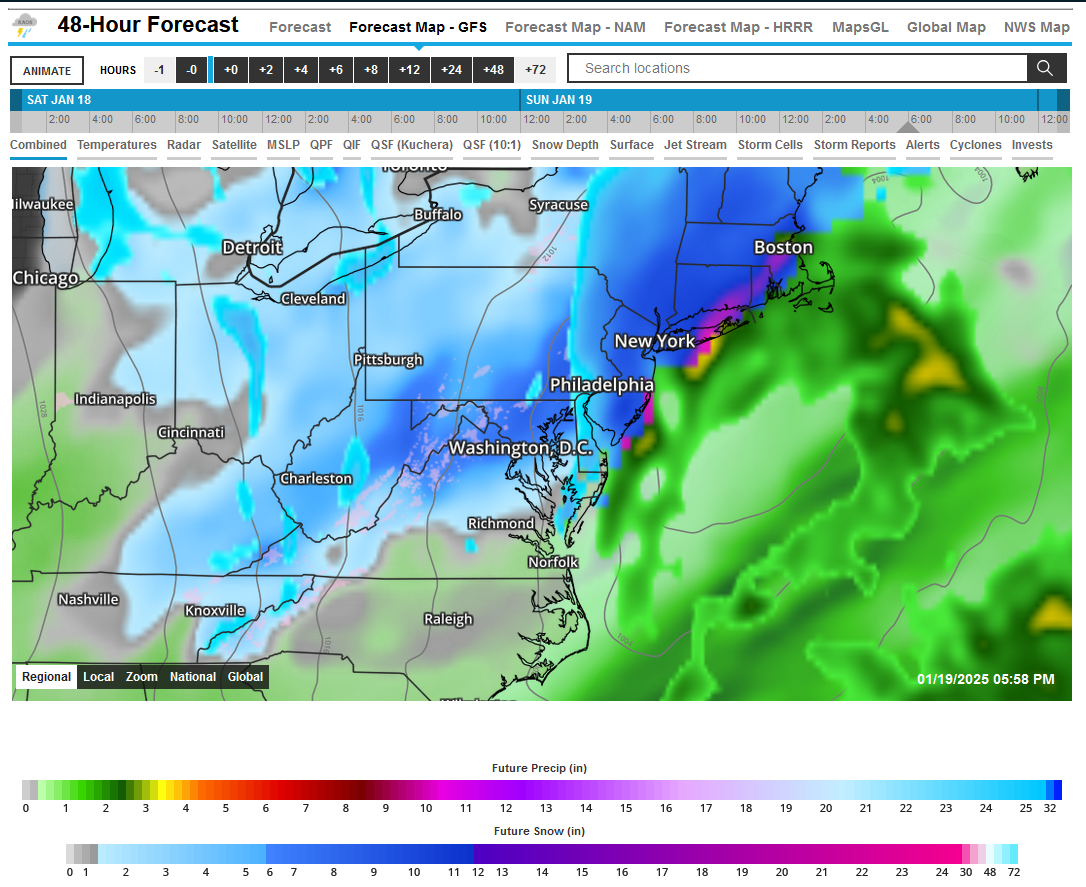 48-Hour Forecast Forecast Forecast Map - GFS Forecast Map - NAM Forecast Map - HRRR MapsGL Global Map NWS Map
ANIMATE HOURS -1 -0 +0 +2 +4 +6 +8 +12 +24 +48 +72 Search locations
SAT JAN 18 SUN JAN 19
2:00 4:00 6:00 8:00 10:00 12:00 2:00 4:00 6:00 8:00 10:00 12:00 2:00 4:00 6:00 8:00 10:00 12:00 2:00 4:00 6:00 8:00 10:00 12:00
Combined Temperatures Radar Satellite MSLP QPF QIF QSF (Kuchera) QSF (10:1) Snow Depth Surface Jet Stream Storm Cells Storm Reports Alerts Cyclones Invests
Toronto
1004 1004
ilwaukee Syracuse
Buffalo
Detroit Boston
1012
Chicago
Cleveland
New York
Pittsburgh
Philadelphia
Indianapolis
1028 1016
Cincinnati
Washington, D.C.
Charleston
Richmond
Norfolk
Nashville
Knoxville
Raleigh
1004
Regional Local Zoom National Global
01/19/2025 05:58 PM
Future Precip (in)
0 1 2 3 4 5 6 7 8 9 10 11 12 13 14 15 16 17 18 19 20 21 22 23 24 25 32
Future Snow (in)
0 1 2 3 4 5 6 7 8 9 10 11 12 13 14 15 16 17 18 19 20 21 22 23 24 30 48 72